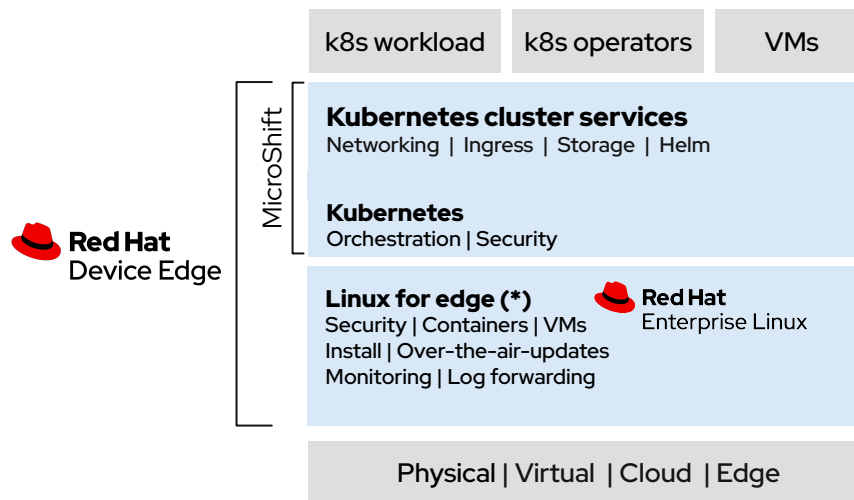 k8s workload
k8s operators
VMs
MicroShift
Kubernetes cluster services
Networking | Ingress | Storage | Helm
Kubernetes
Orchestration | Security
Red Hat
Device Edge
Linux for edge (*)
Security | Containers | VMs
Install | Over-the-air-updates
Monitoring | Log forwarding
Red Hat
Enterprise Linux
Physical | Virtual | Cloud | Edge